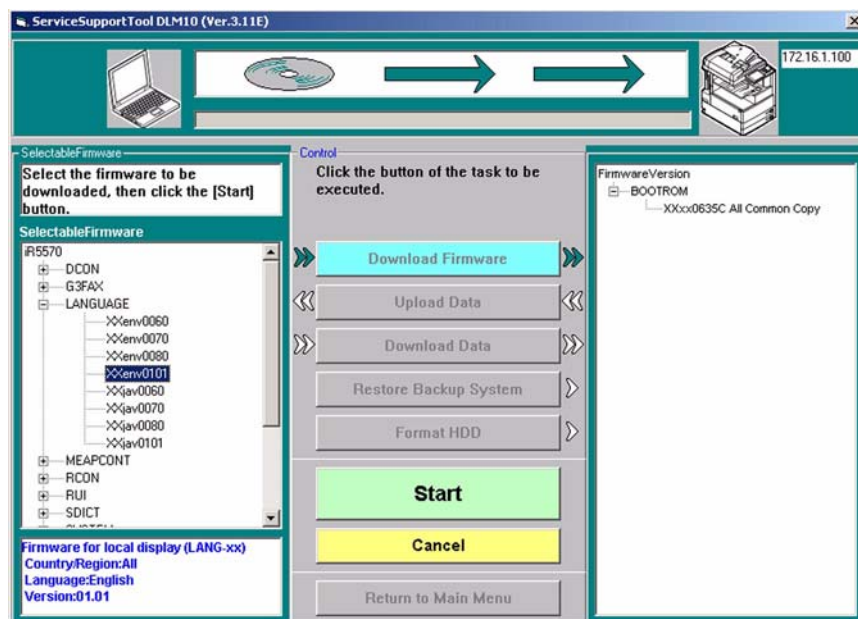 ServiceSupportTool DLM10 (Ver.3.11E)
172.16.1.100
SelectableFirmware
Select the firmware to be
downloaded, then click the [Start]
button.
SelectableFirmware
iR5570
DCON
G3FAX
LANGUAGE
XXenv0060
XXenv0070
XXenv0080
XXenv0101
XXjav0060
XXjav0070
XXjav0080
XXjav0101
MEAPCONT
RCON
RUI
SDICT
Firmware for local display (LANG-xx)
Country/Region:All
Language:English
Version:01.01
Control
Click the button of the task to be
executed.
Download Firmware
Upload Data
Download Data
Restore Backup System
Format HDD
Start
Cancel
Return to Main Menu
FirmwareVersion
BOOTROM
XXxx0635C All Common Copy